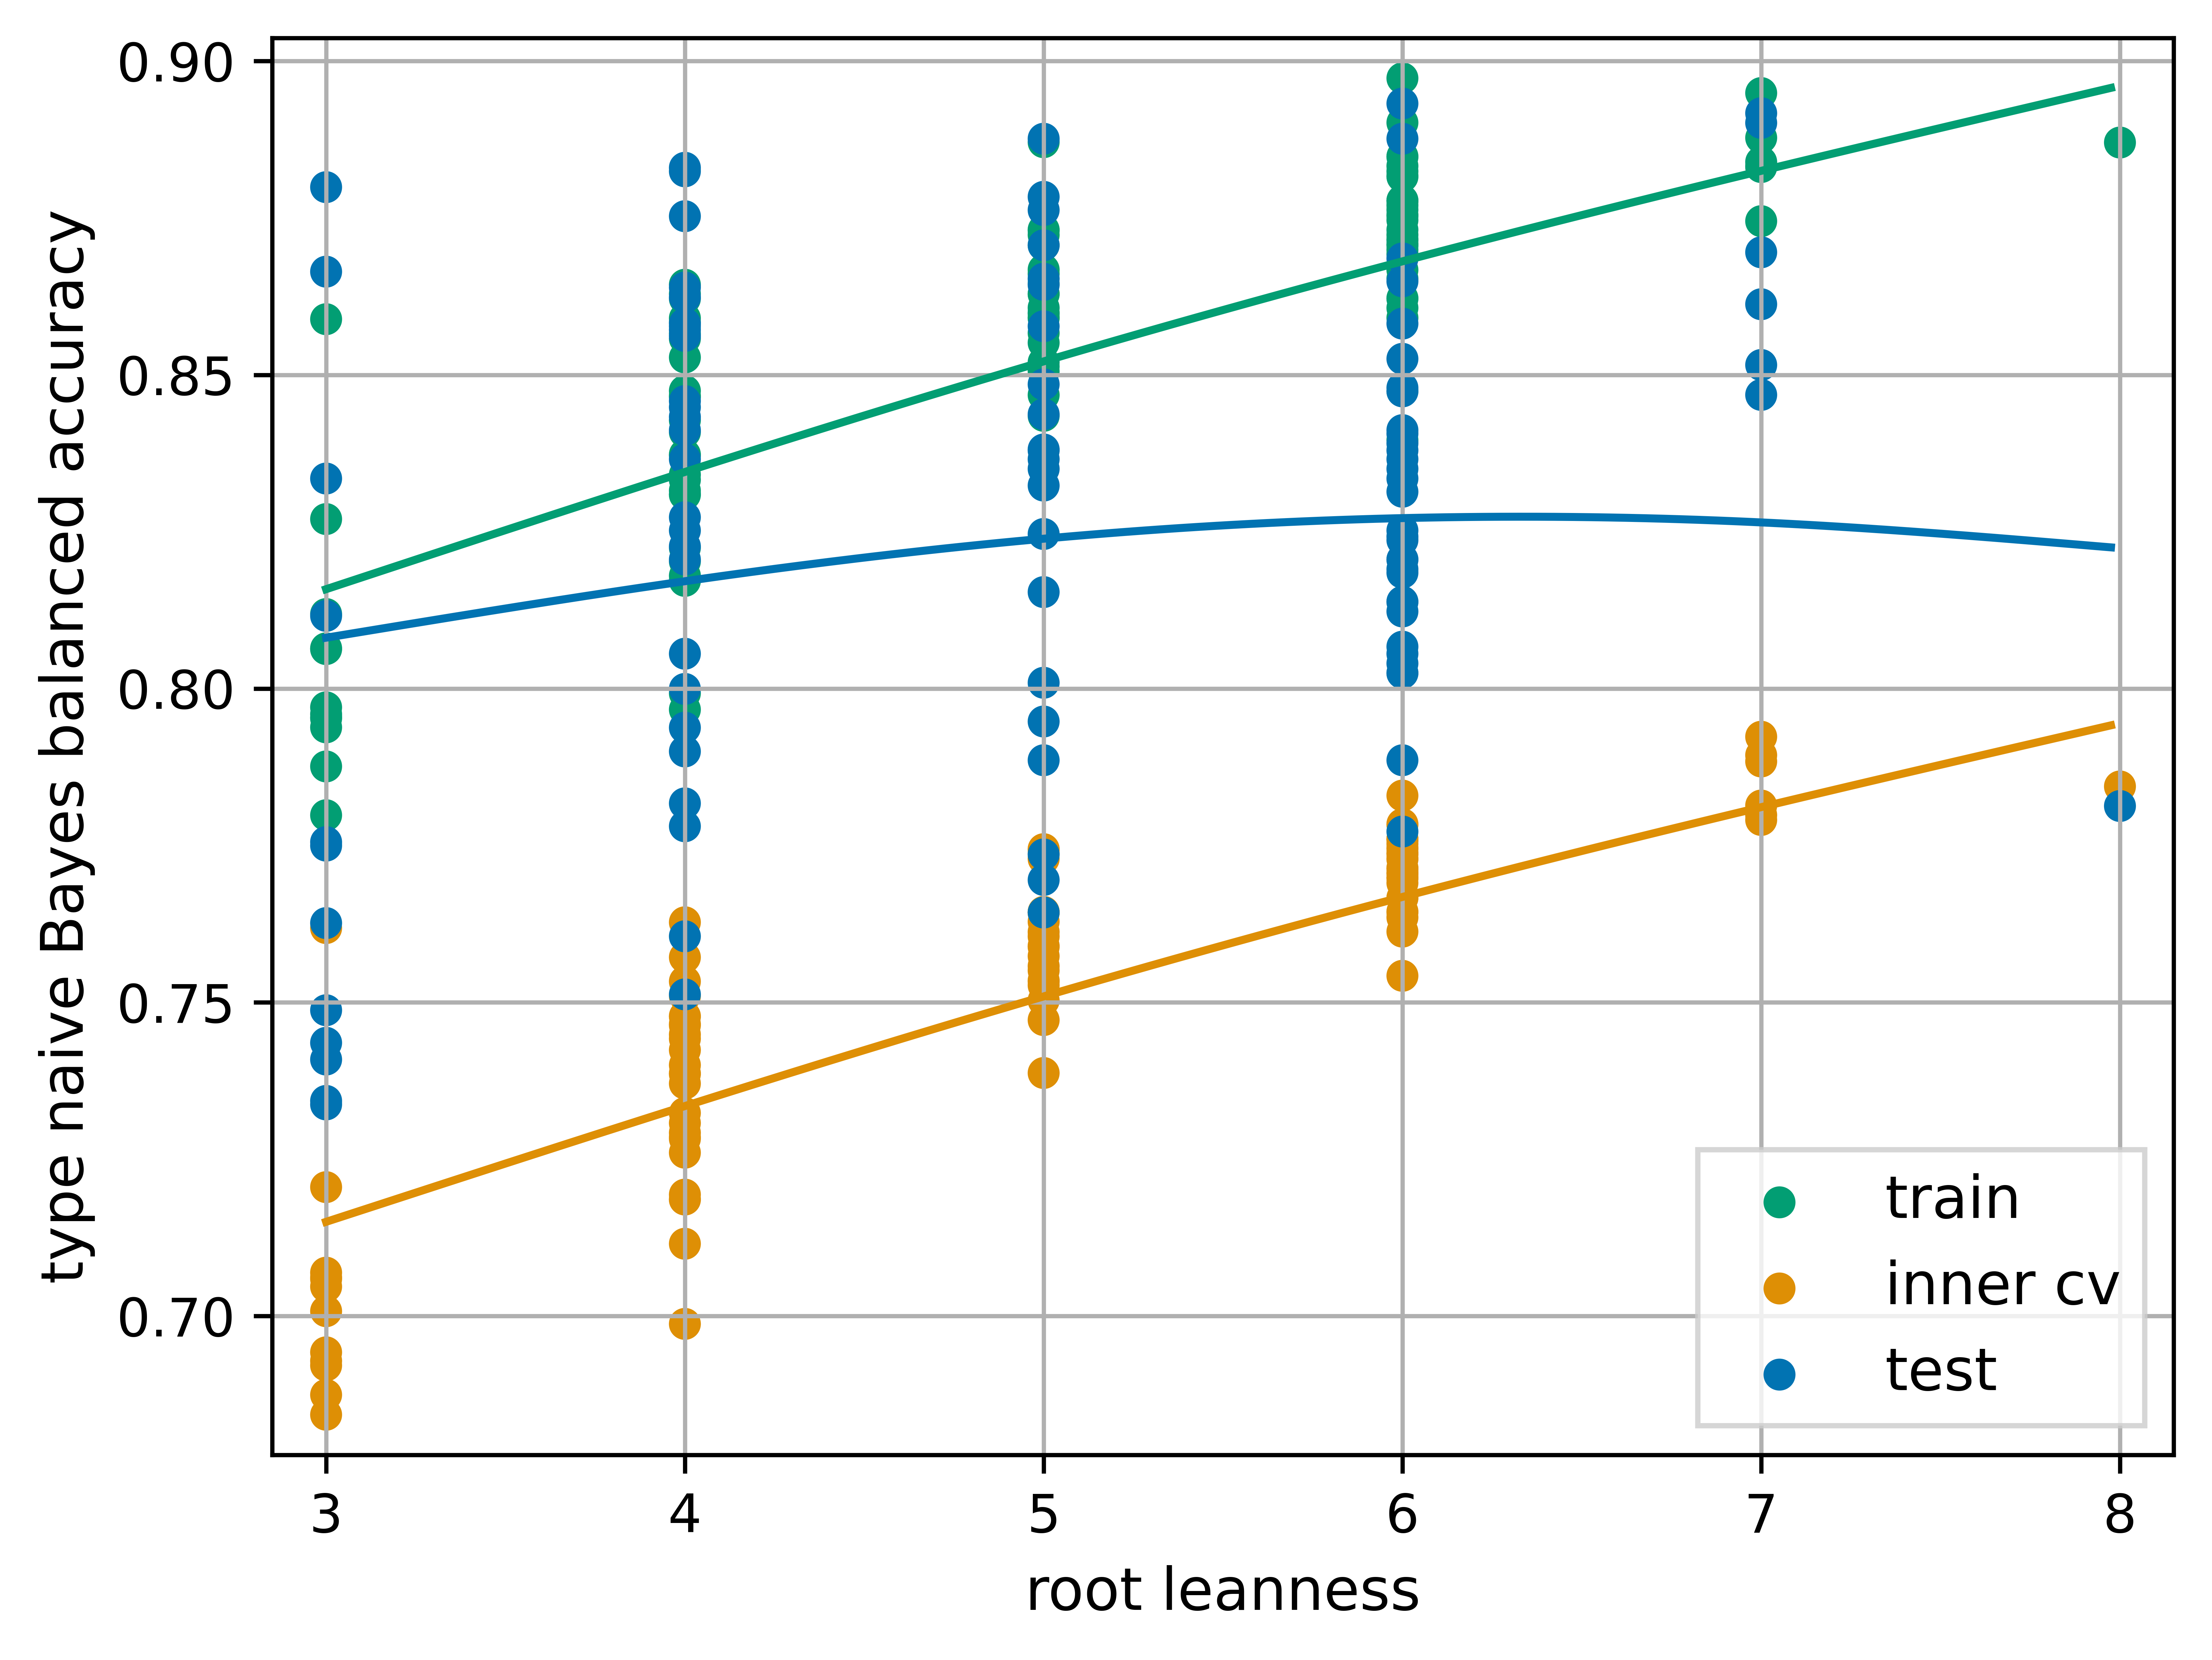 0.90
0.85
0.80
0.75
0.70
type naive Bayes balanced accuracy
train
inner cv
test
3 4 5 6 7 8
root leanness